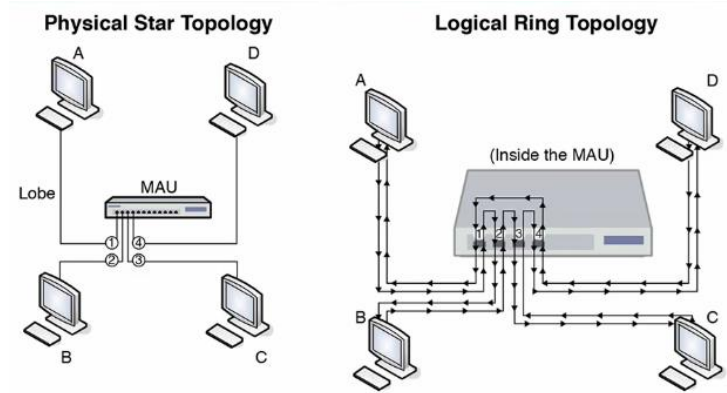 Physical Star Topology
A
D
Lobe
MAU
1
4
2
3
B
C
Logical Ring Topology
A
D
(Inside the MAU)
1
2
3
4
B
C